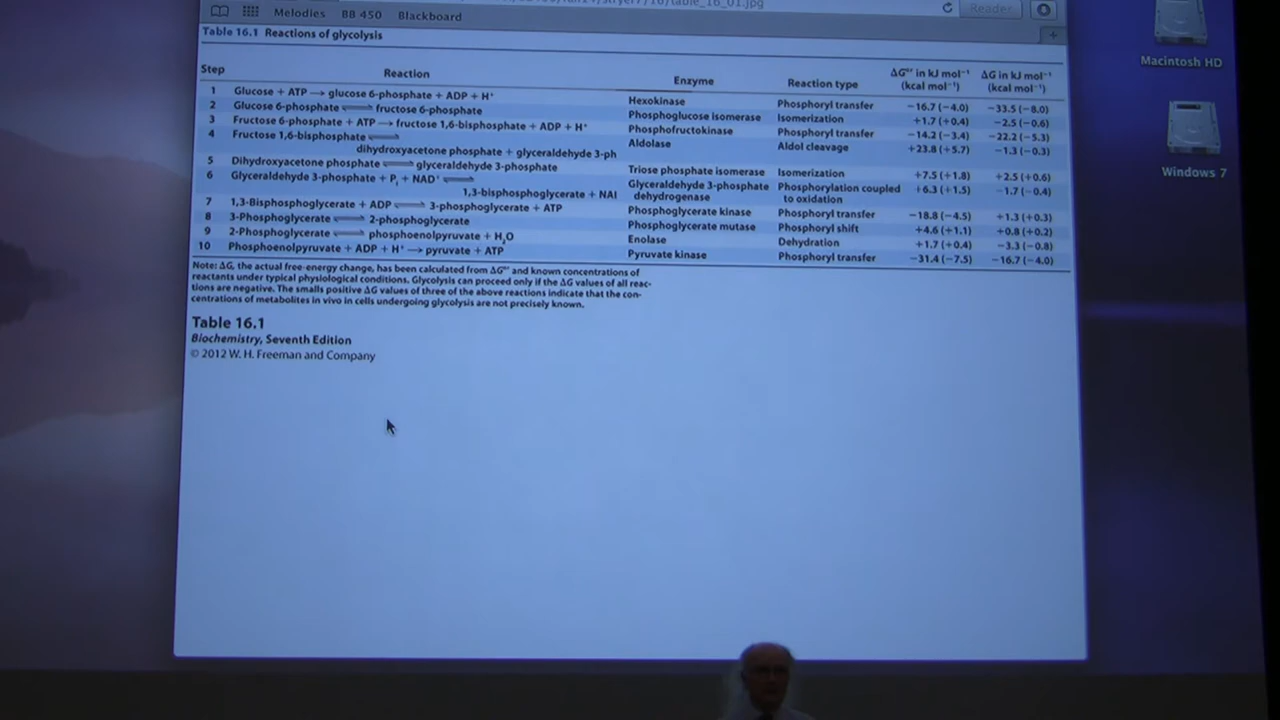 table_16_01.jpg
Reader
Melodies BB 450 Blackboard
Macintosh HD
Windows 7
Table 16.1 Reactions of glycolysis
Step Reaction Enzyme Reaction type ΔG°′ in kJ mol⁻¹ (kcal mol⁻¹) ΔG in kJ mol⁻¹ (kcal mol⁻¹)
1 Glucose + ATP → glucose 6-phosphate + ADP + H⁺ Hexokinase Phosphoryl transfer −16.7 (−4.0) −33.5 (−8.0)
2 Glucose 6-phosphate ⇌ fructose 6-phosphate Phosphoglucose isomerase Isomerization +1.7 (+0.4) −2.5 (−0.6)
3 Fructose 6-phosphate + ATP → fructose 1,6-bisphosphate + ADP + H⁺ Phosphofructokinase Phosphoryl transfer −14.2 (−3.4) −22.2 (−5.3)
4 Fructose 1,6-bisphosphate ⇌ Aldolase Aldol cleavage +23.8 (+5.7) −1.3 (−0.3)
dihydroxyacetone phosphate + glyceraldehyde 3-ph
5 Dihydroxyacetone phosphate ⇌ glyceraldehyde 3-phosphate Triose phosphate isomerase Isomerization +7.5 (+1.8) +2.5 (+0.6)
6 Glyceraldehyde 3-phosphate + Pᵢ + NAD⁺ ⇌ Glyceraldehyde 3-phosphate Phosphorylation coupled +6.3 (+1.5) −1.7 (−0.4)
1,3-bisphosphoglycerate + NAI dehydrogenase to oxidation
7 1,3-Bisphosphoglycerate + ADP ⇌ 3-phosphoglycerate + ATP Phosphoglycerate kinase Phosphoryl transfer −18.8 (−4.5) +1.3 (+0.3)
8 3-Phosphoglycerate ⇌ 2-phosphoglycerate Phosphoglycerate mutase Phosphoryl shift +4.6 (+1.1) +0.8 (+0.2)
9 2-Phosphoglycerate ⇌ phosphoenolpyruvate + H₂O Enolase Dehydration +1.7 (+0.4) −3.3 (−0.8)
10 Phosphoenolpyruvate + ADP + H⁺ → pyruvate + ATP Pyruvate kinase Phosphoryl transfer −31.4 (−7.5) −16.7 (−4.0)
Note: ΔG, the actual free-energy change, has been calculated from ΔG°′ and known concentrations of
reactants under typical physiological conditions. Glycolysis can proceed only if the ΔG values of all reac-
tions are negative. The smalls positive ΔG values of three of the above reactions indicate that the con-
centrations of metabolites in vivo in cells undergoing glycolysis are not precisely known.
Table 16.1
Biochemistry, Seventh Edition
© 2012 W. H. Freeman and Company